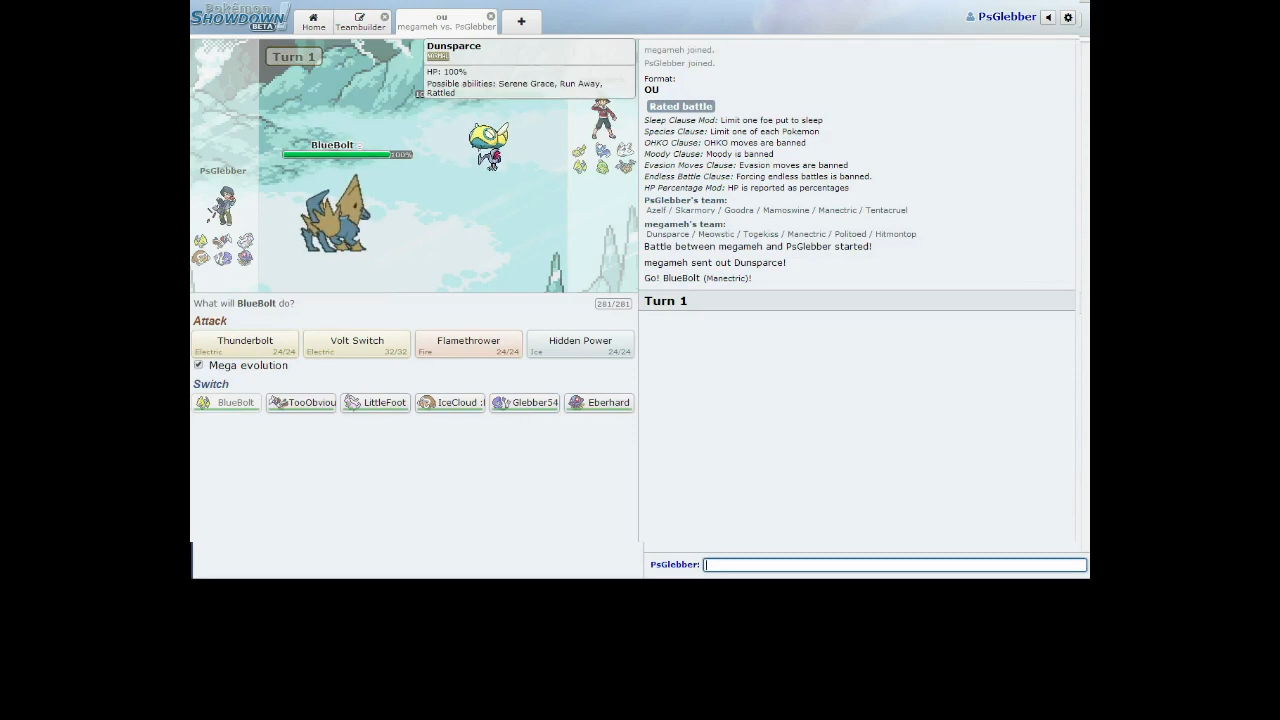 Pokémon
SHOWDOWN
BETA
Home
Teambuilder
ou
megameh vs. PsGlebber
PsGlebber
Turn 1
Dunsparce
NORMAL
HP: 100%
Possible abilities: Serene Grace, Run Away,
Rattled
BlueBolt
100%
PsGlebber
What will BlueBolt do?
281/281
Attack
Thunderbolt
Electric 24/24
Volt Switch
Electric 32/32
Flamethrower
Fire 24/24
Hidden Power
Ice 24/24
Mega evolution
Switch
BlueBolt
TooObviou
LittleFoot
IceCloud :I
Glebber54
Eberhard
megameh joined.
PsGlebber joined.
Format:
OU
Rated battle
Sleep Clause Mod: Limit one foe put to sleep
Species Clause: Limit one of each Pokemon
OHKO Clause: OHKO moves are banned
Moody Clause: Moody is banned
Evasion Moves Clause: Evasion moves are banned
Endless Battle Clause: Forcing endless battles is banned.
HP Percentage Mod: HP is reported as percentages
PsGlebber's team:
Azelf / Skarmory / Goodra / Mamoswine / Manectric / Tentacruel
megameh's team:
Dunsparce / Meowstic / Togekiss / Manectric / Politoed / Hitmontop
Battle between megameh and PsGlebber started!
megameh sent out Dunsparce!
Go! BlueBolt (Manectric)!
Turn 1
PsGlebber: